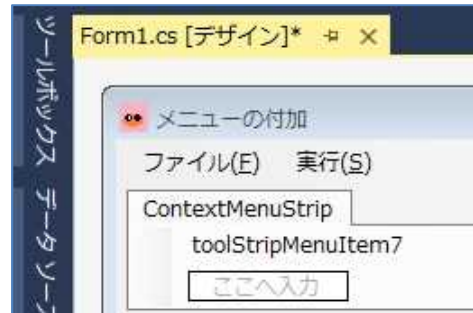 ツールボックス
データ ソース
Form1.cs [デザイン]*
メニューの付加
ファイル(F) 実行(S)
ContextMenuStrip
toolStripMenuItem7
ここへ入力